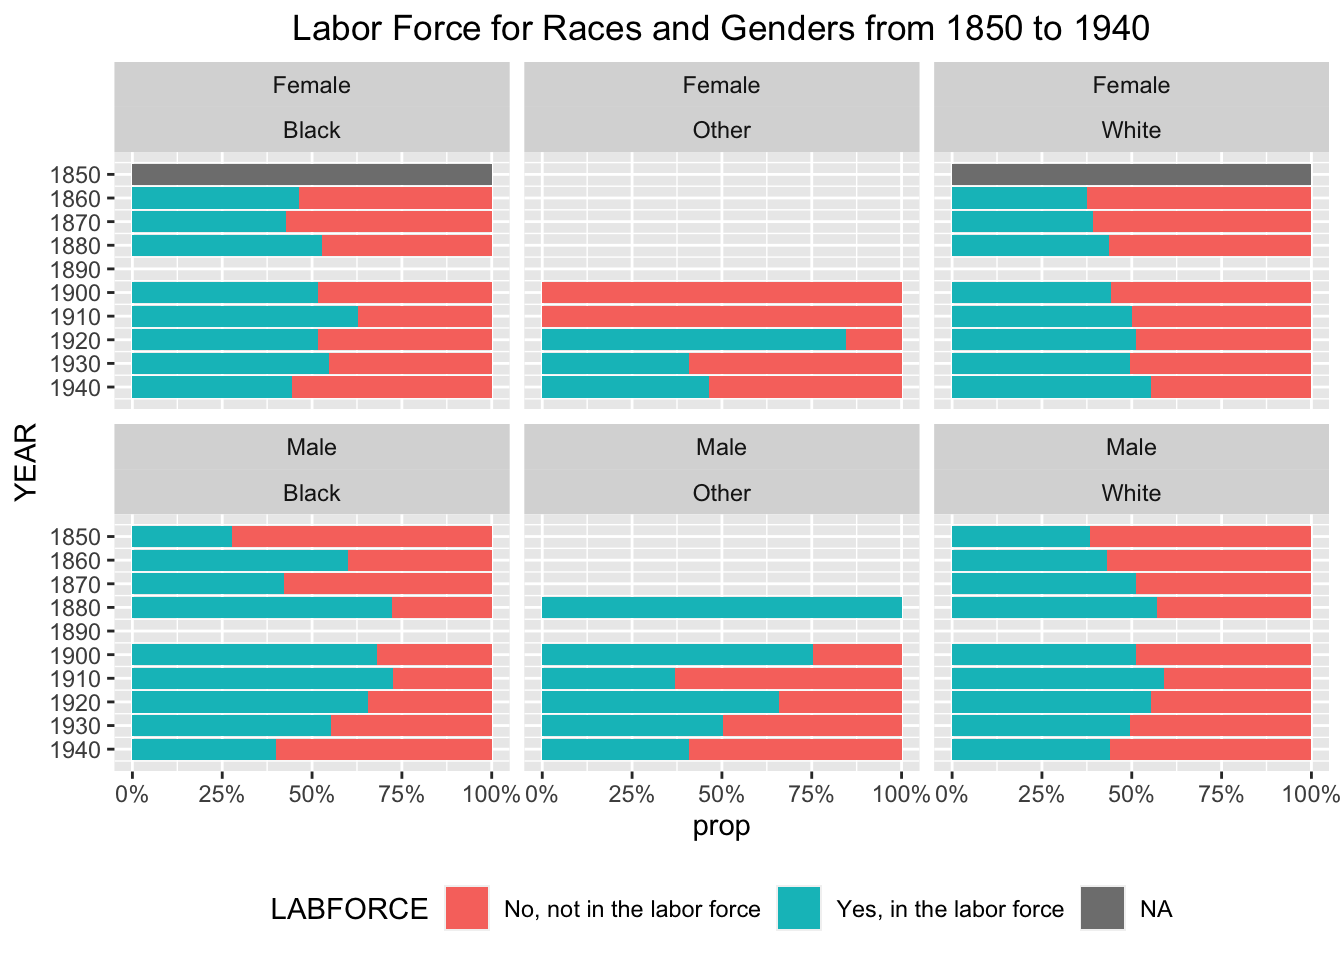 Labor Force for Races and Genders from 1850 to 1940
Female Female Female
Black Other White
1850
1860
1870
1880
1890
1900
1910
1920
1930
1940
YEAR
Male Male Male
Black Other White
1850
1860
1870
1880
1890
1900
1910
1920
1930
1940
0% 25% 50% 75% 100% 0% 25% 50% 75% 100% 0% 25% 50% 75% 100%
prop
LABFORCE No, not in the labor force Yes, in the labor force NA